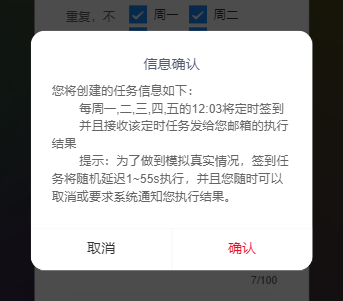 重复，不 周一 周二
信息确认
您将创建的任务信息如下：
每周一,二,三,四,五的12:03将定时签到
并且接收该定时任务发给您邮箱的执行
结果
提示：为了做到模拟真实情况，签到任
务将随机延迟1~55s执行，并且您随时可以
取消或要求系统通知您执行结果。
取消 确认
7/100